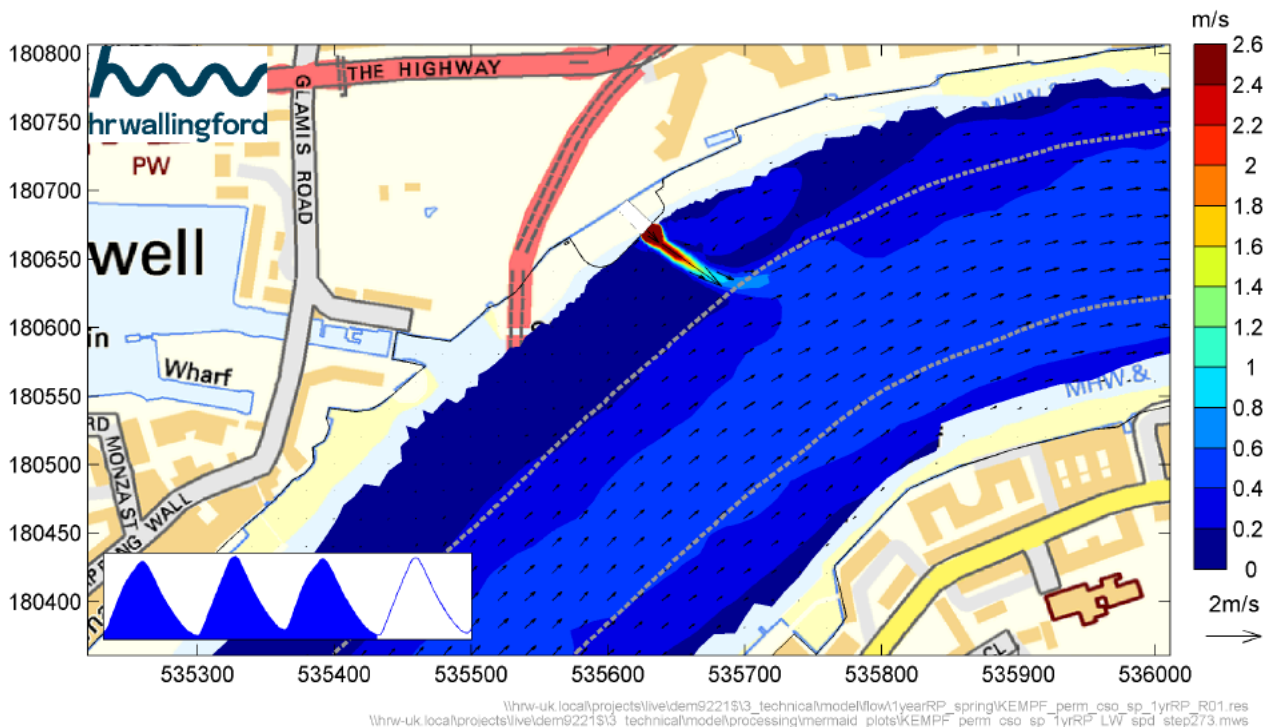 m/s
180800
180750
180700
180650
180600
180550
180500
180450
180400
535300
535400
535500
535600
535700
535800
535900
536000
2.6
2.4
2.2
2
1.8
1.6
1.4
1.2
1
0.8
0.6
0.4
0.2
0
2m/s
hrwallingford
THE HIGHWAY
GLAMIS ROAD
PW
well
in
Wharf
RD
MONZA ST
WALL
MHW &
CL
\\hrw-uk.local\projects\live\dem9221$\3_technical\model\flow\1yearRP_spring\KEMPF_perm_cso_sp_1yrRP_R01.res
\\hrw-uk.local\projects\live\dem9221$\3_technical\model\processing\mermaid_plots\KEMPF_perm_cso_sp_1yrRP_LW_spd_step273.mws